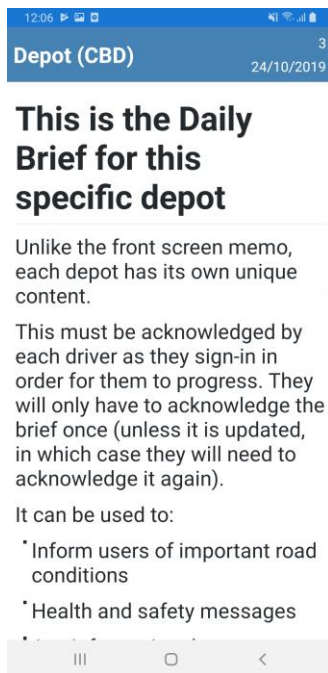 12:06
Depot (CBD)
3
24/10/2019
This is the Daily
Brief for this
specific depot
Unlike the front screen memo,
each depot has its own unique
content.
This must be acknowledged by
each driver as they sign-in in
order for them to progress. They
will only have to acknowledge the
brief once (unless it is updated,
in which case they will need to
acknowledge it again).
It can be used to:
• Inform users of important road
conditions
• Health and safety messages